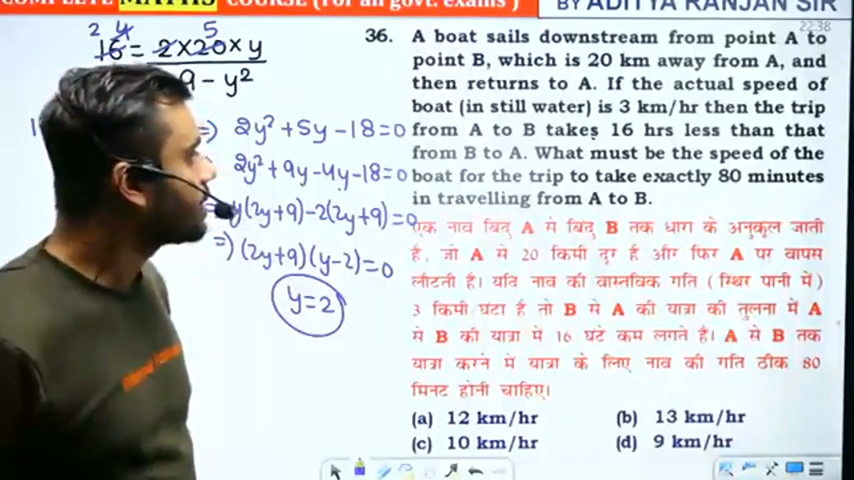 COMPLETE MATHS COURSE (For all govt. exams)
BY ADITYA RANJAN SIR
22:38
2 4 5
16 = 2×20×y
9 – y²
⇒ 2y² + 5y – 18 = 0
2y² + 9y – 4y – 18 = 0
y(2y+9) – 2(2y+9) = 0
⇒ (2y+9)(y–2) = 0
y = 2
36. A boat sails downstream from point A to
point B, which is 20 km away from A, and
then returns to A. If the actual speed of
boat (in still water) is 3 km/hr then the trip
from A to B takes 16 hrs less than that
from B to A. What must be the speed of the
boat for the trip to take exactly 80 minutes
in travelling from A to B.
एक नाव बिंदु A से बिंदु B तक धारा के अनुकूल जाती
है, जो A से 20 किमी दूर है और फिर A पर वापस
लौटती है। यदि नाव की वास्तविक गति (स्थिर पानी में)
3 किमी घंटा है तो B से A की यात्रा की तुलना में A
से B की यात्रा में 16 घंटे कम लगते हैं। A से B तक
यात्रा करने में यात्रा के लिए नाव की गति ठीक 80
मिनट होनी चाहिए।
(a) 12 km/hr (b) 13 km/hr
(c) 10 km/hr (d) 9 km/hr